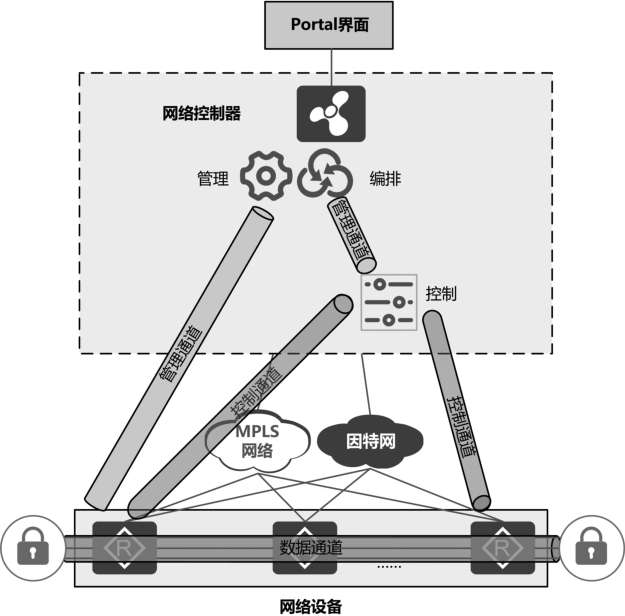 Portal界面
网络控制器
管理
编排
管理通道
控制
管理通道
控制通道
控制通道
MPLS
网络
因特网
R
R
数据通道
......
网络设备